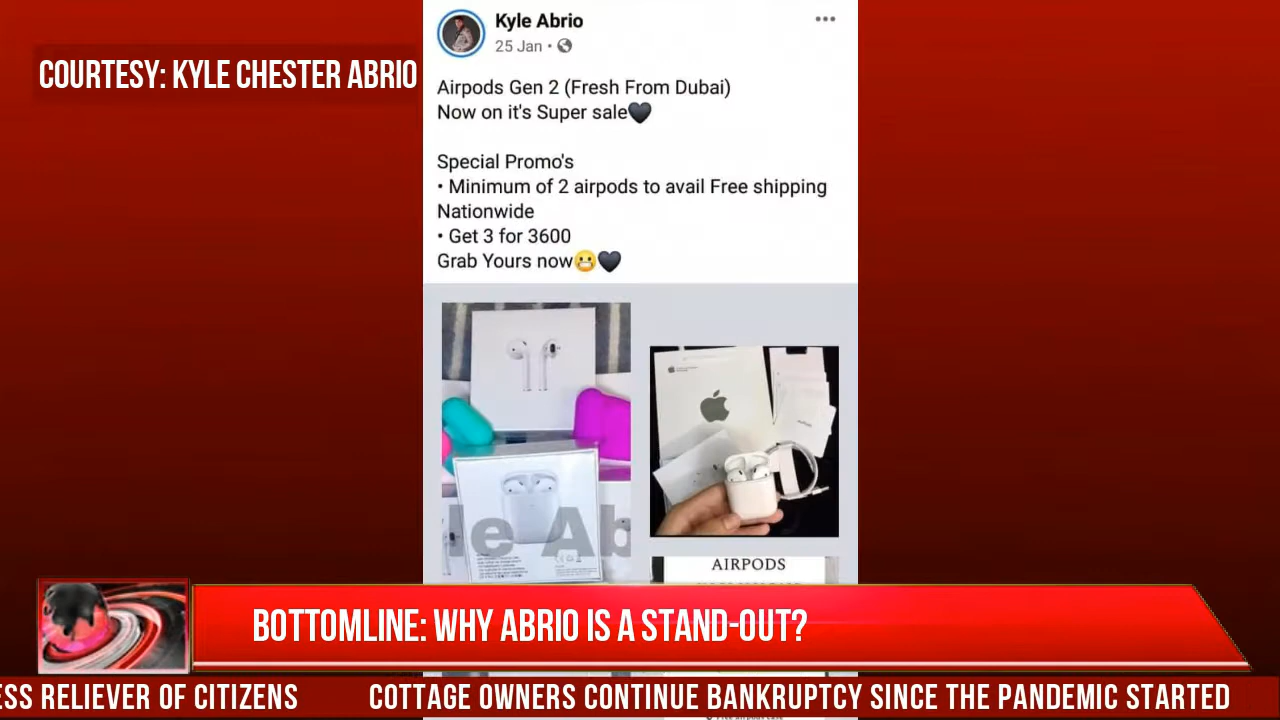 COURTESY: KYLE CHESTER ABRIO
Kyle Abrio
25 Jan
Airpods Gen 2 (Fresh From Dubai)
Now on it's Super sale🖤
Special Promo's
• Minimum of 2 airpods to avail Free shipping
Nationwide
• Get 3 for 3600
Grab Yours now😬🖤
le Ab
AIRPODS
BOTTOMLINE: WHY ABRIO IS A STAND-OUT?
ESS RELIEVER OF CITIZENS COTTAGE OWNERS CONTINUE BANKRUPTCY SINCE THE PANDEMIC STARTED